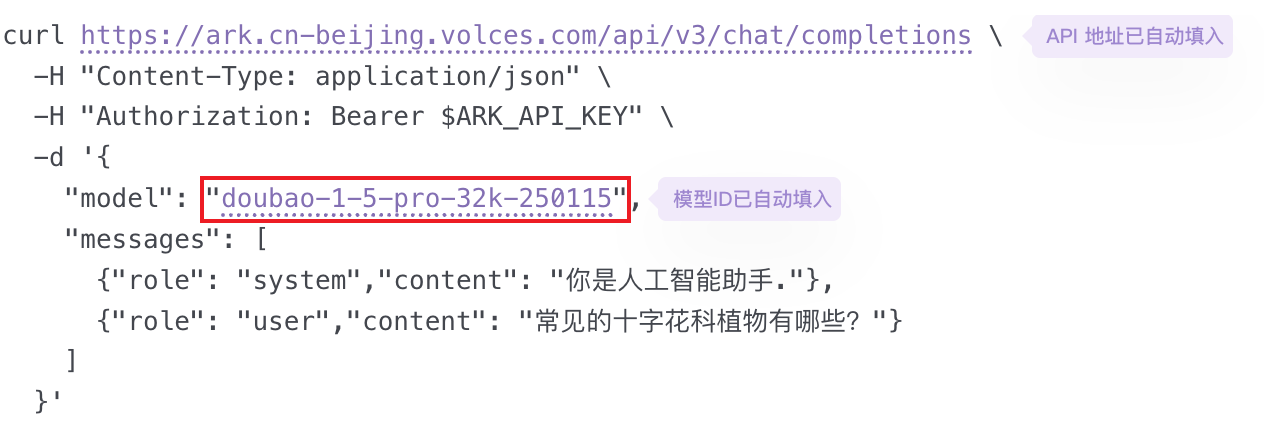 curl https://ark.cn-beijing.volces.com/api/v3/chat/completions \ API 地址已自动填入
-H "Content-Type: application/json" \
-H "Authorization: Bearer $ARK_API_KEY" \
-d '{
"model": "doubao-1-5-pro-32k-250115", 模型ID已自动填入
"messages": [
{"role": "system","content": "你是人工智能助手."},
{"role": "user","content": "常见的十字花科植物有哪些？"}
]
}'